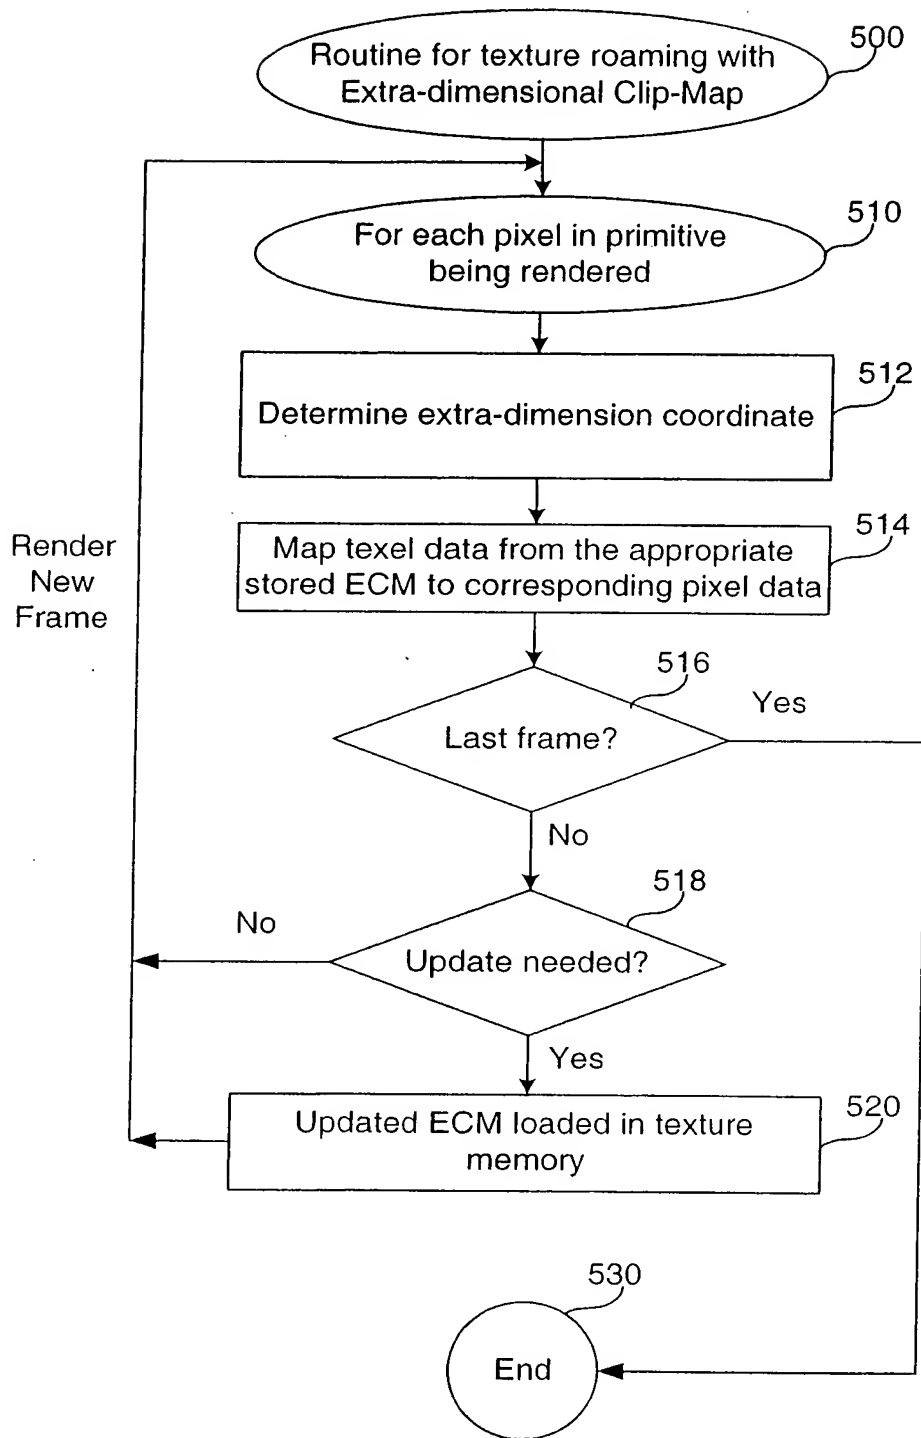 Routine for texture roaming with
Extra-dimensional Clip-Map
500
For each pixel in primitive
being rendered
510
Determine extra-dimension coordinate
512
Map texel data from the appropriate
stored ECM to corresponding pixel data
514
Render
New
Frame
Last frame?
516
Yes
No
Update needed?
518
No
Yes
Updated ECM loaded in texture
memory
520
End
530